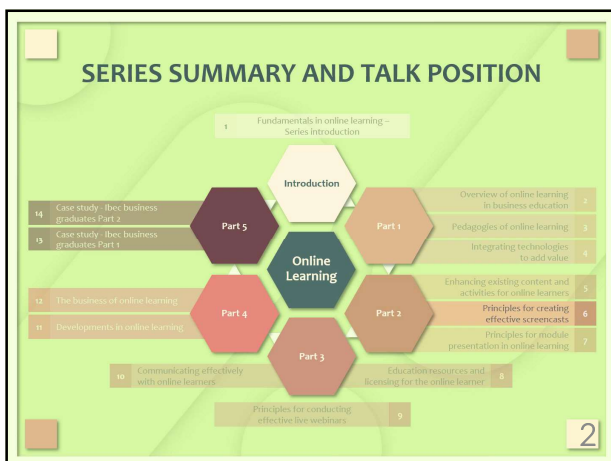 SERIES SUMMARY AND TALK POSITION
1 Fundamentals in online learning –
Series introduction
Introduction
14 Case study - Ibec business
graduates Part 2
13 Case study - Ibec business
graduates Part 1
Part 5
Part 1
Overview of online learning
in business education 2
Pedagogies of online learning 3
Integrating technologies
to add value 4
Online
Learning
12 The business of online learning
11 Developments in online learning
Part 4
Part 2
Enhancing existing content and
activities for online learners 5
Principles for creating
effective screencasts 6
Principles for module
presentation in online learning 7
Part 3
10 Communicating effectively
with online learners
Education resources and
licensing for the online learner 8
Principles for conducting
effective live webinars 9
2